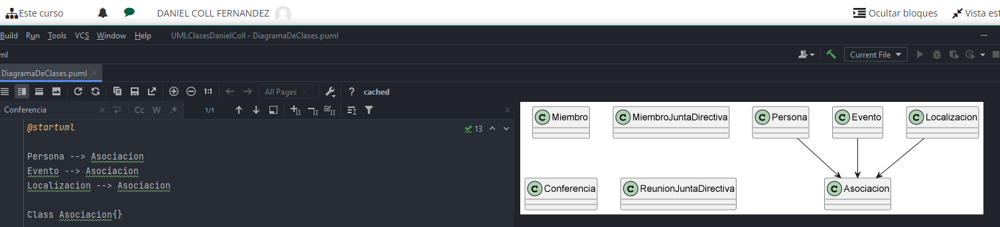 Este curso DANIEL COLL FERNANDEZ Ocultar bloques Vista est
Build Run Tools VCS Window Help UMLClasesDanielColl - DiagramaDeClases.puml
ml Current File
DiagramaDeClases.puml
1:1 All Pages ? cached
Conferencia Cc W .* 1/1
@startuml 13
Persona --> Asociacion
Evento --> Asociacion
Localizacion --> Asociacion
Class Asociacion{}
C Miembro C MiembroJuntaDirectiva C Persona C Evento C Localizacion
C Conferencia C ReunionJuntaDirectiva C Asociacion